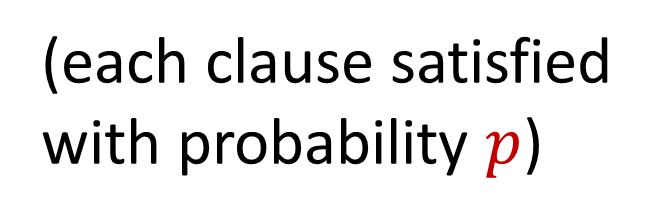 (each clause satisfied
with probability p)